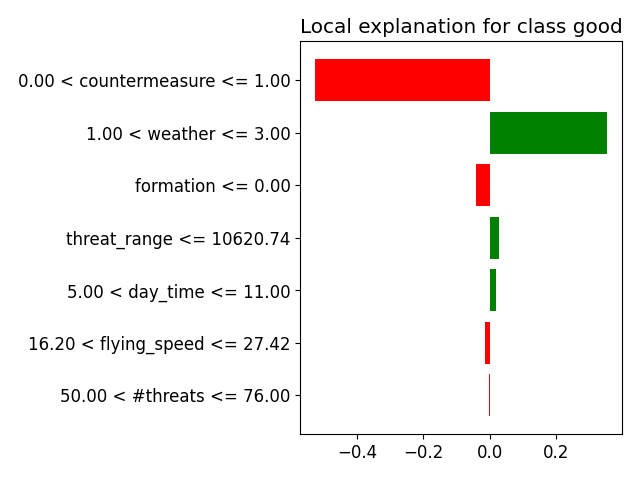 Local explanation for class good
0.00 < countermeasure <= 1.00
1.00 < weather <= 3.00
formation <= 0.00
threat_range <= 10620.74
5.00 < day_time <= 11.00
16.20 < flying_speed <= 27.42
50.00 < #threats <= 76.00
−0.4 −0.2 0.0 0.2